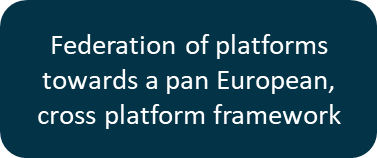 Federation of platforms
towards a pan European,
cross platform framework